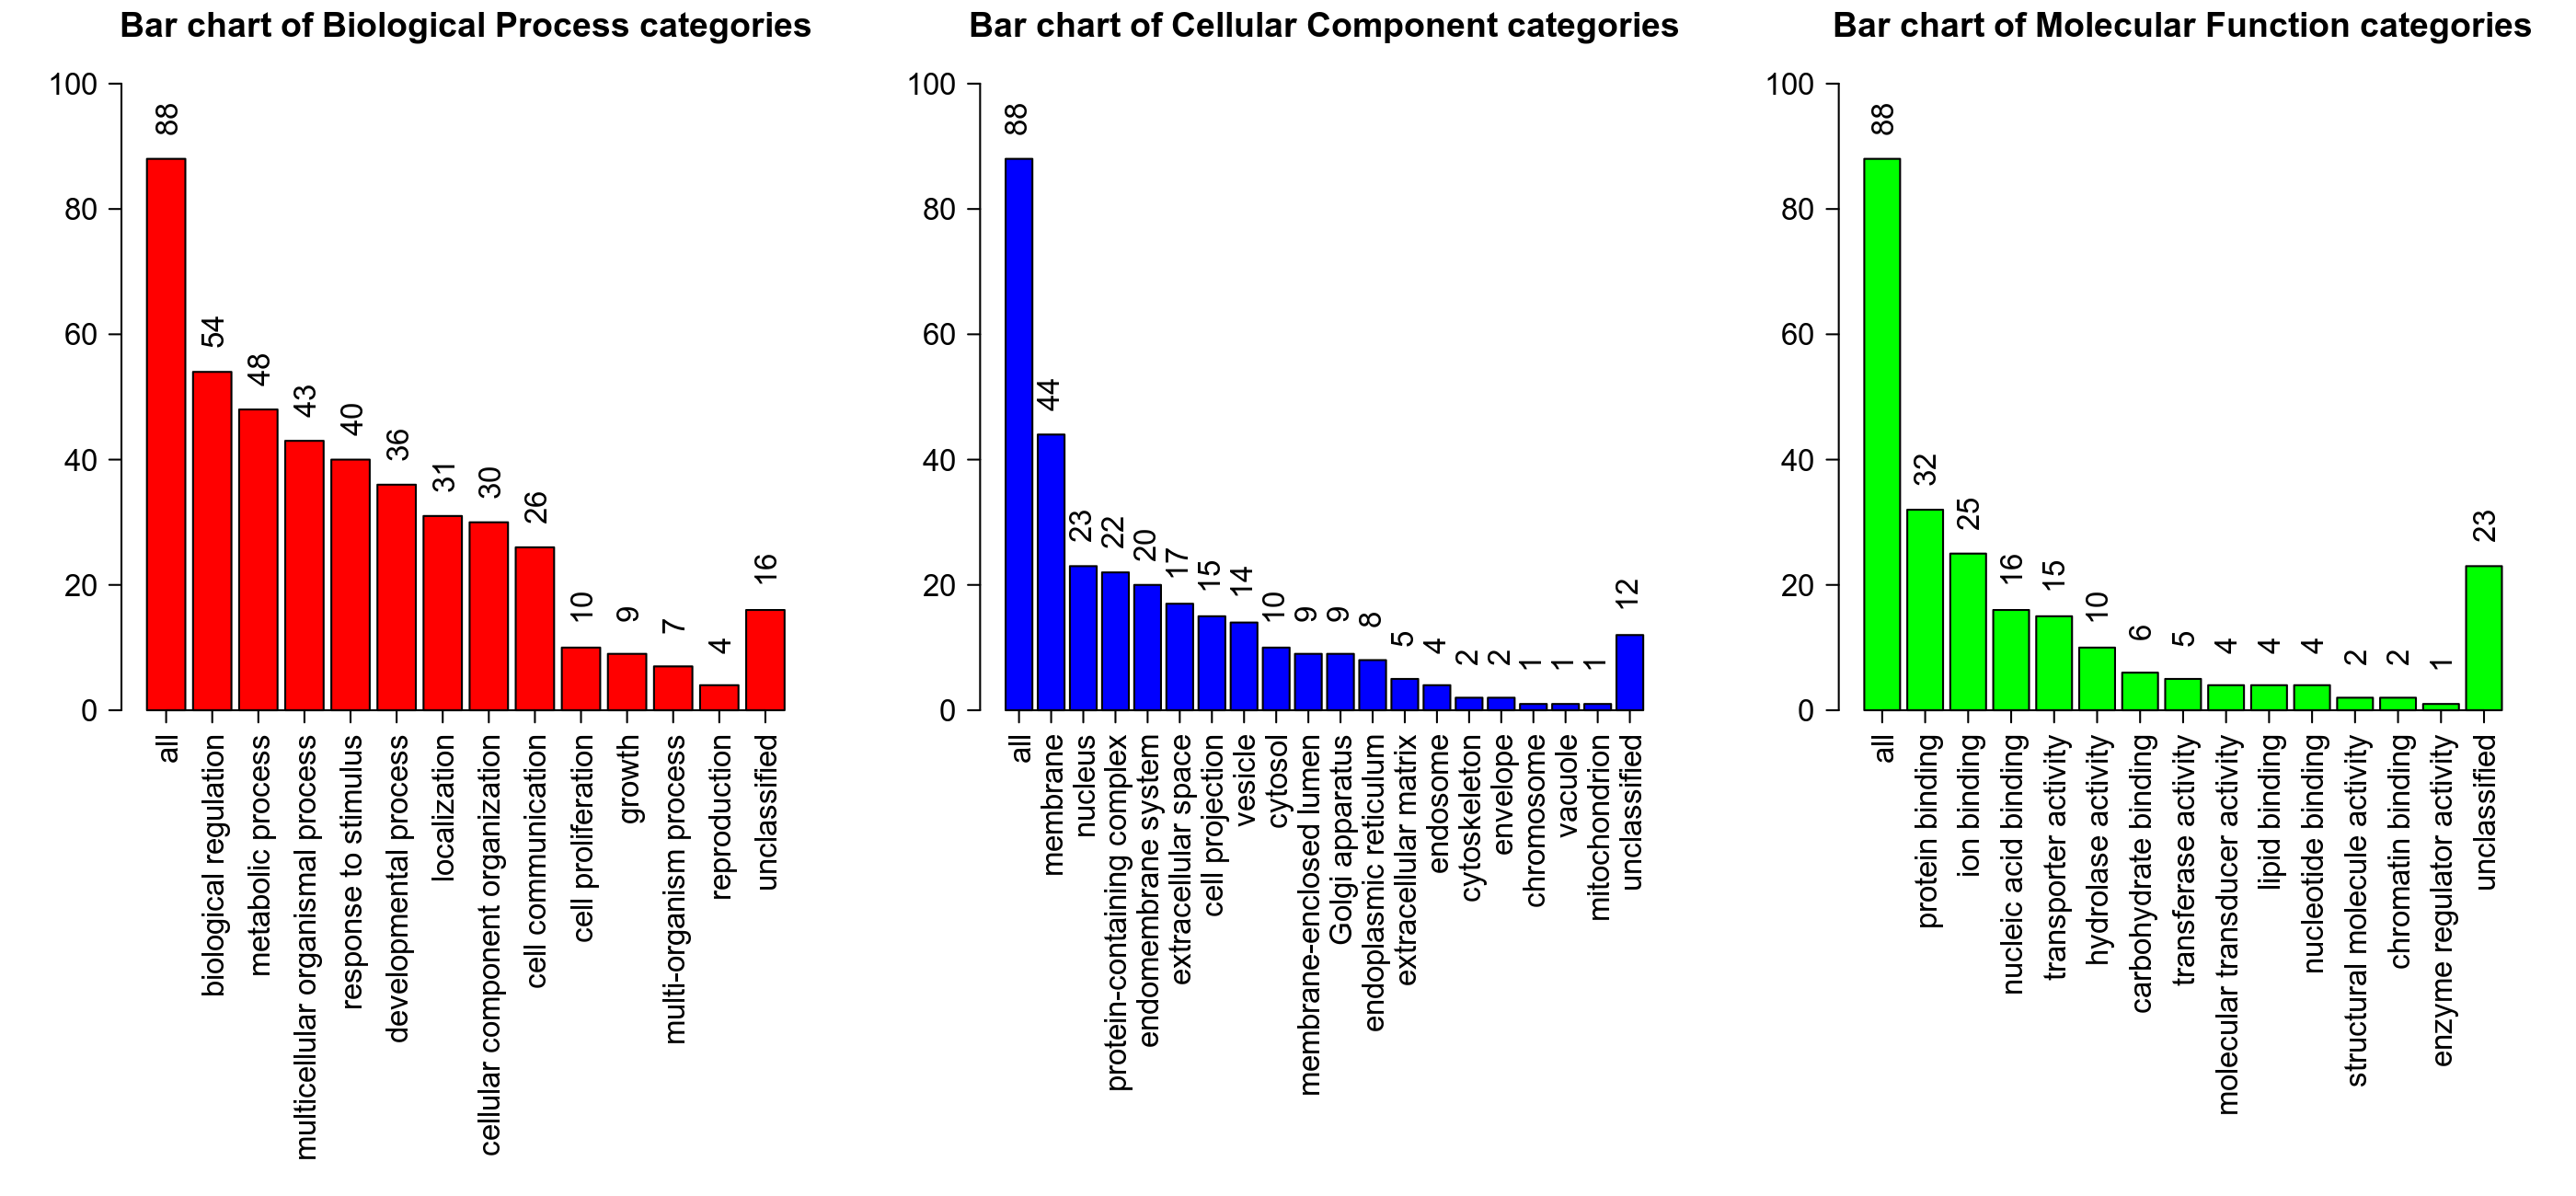 Bar chart of Biological Process categories
100
80
60
40
20
0
88
54
48
43
40
36
31
30
26
10
9
7
4
16
all
biological regulation
metabolic process
multicellular organismal process
response to stimulus
developmental process
localization
cellular component organization
cell communication
cell proliferation
growth
multi-organism process
reproduction
unclassified
Bar chart of Cellular Component categories
100
80
60
40
20
0
88
44
23
22
20
17
15
14
10
9
9
8
5
4
2
2
1
1
1
12
all
membrane
nucleus
protein-containing complex
endomembrane system
extracellular space
cell projection
vesicle
cytosol
membrane-enclosed lumen
Golgi apparatus
endoplasmic reticulum
extracellular matrix
endosome
cytoskeleton
envelope
chromosome
vacuole
mitochondrion
unclassified
Bar chart of Molecular Function categories
100
80
60
40
20
0
88
32
25
16
15
10
6
5
4
4
4
2
2
1
23
all
protein binding
ion binding
nucleic acid binding
transporter activity
hydrolase activity
carbohydrate binding
transferase activity
molecular transducer activity
lipid binding
nucleotide binding
structural molecule activity
chromatin binding
enzyme regulator activity
unclassified